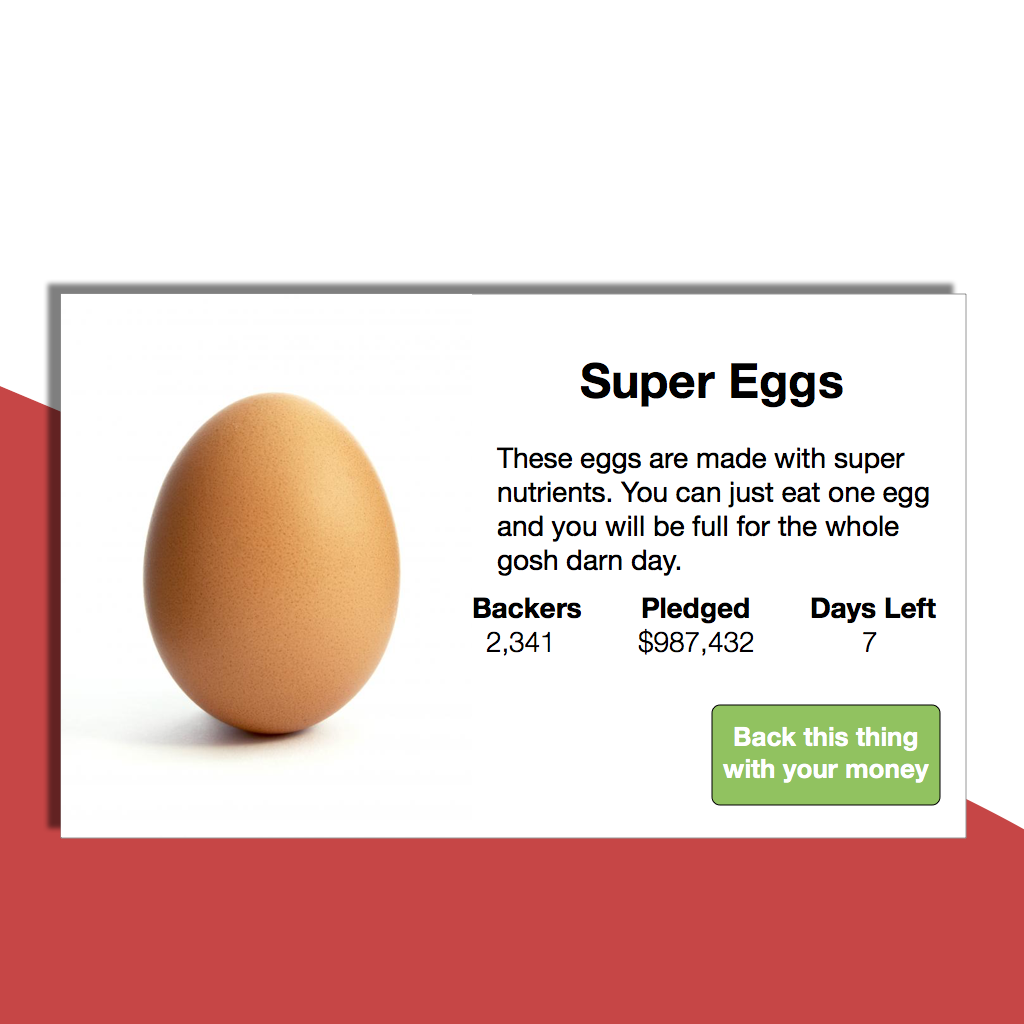 Super Eggs
These eggs are made with super
nutrients. You can just eat one egg
and you will be full for the whole
gosh darn day.
Backers Pledged Days Left
2,341 $987,432 7
Back this thing
with your money